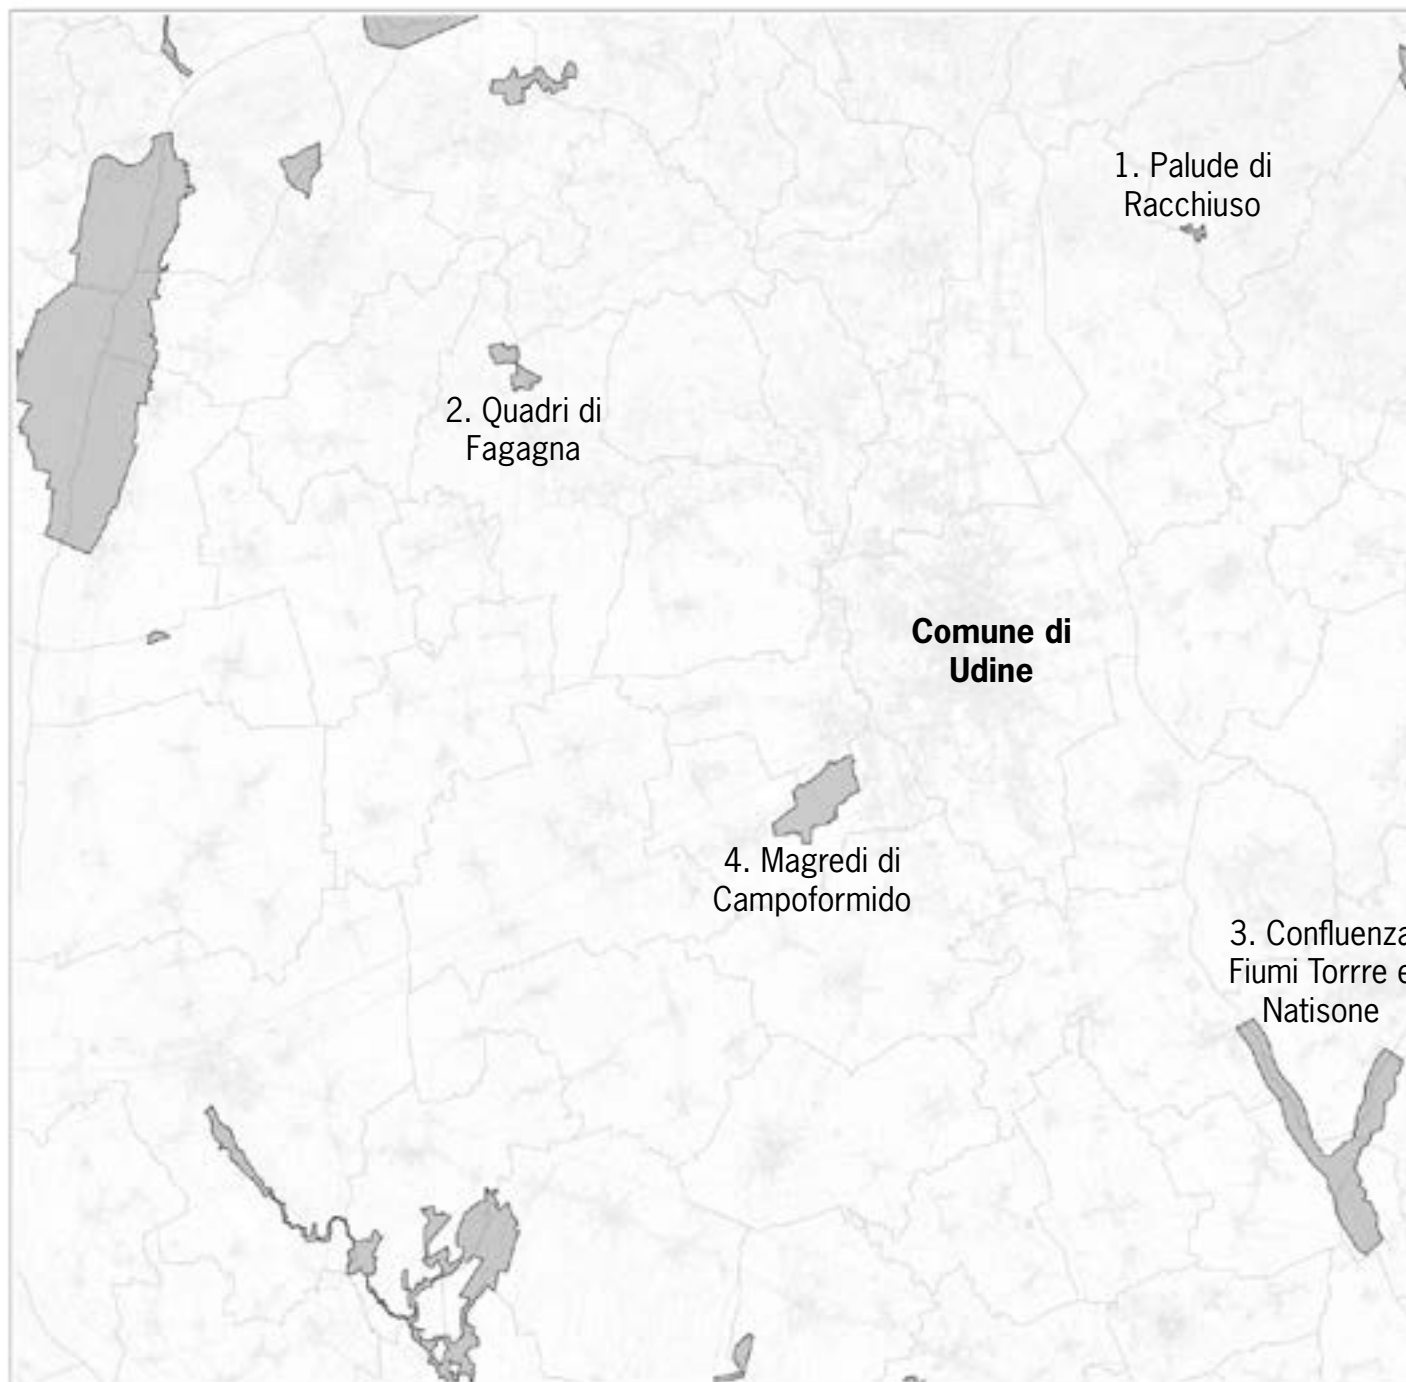 1. Palude di
Racchiuso
2. Quadri di
Fagagna
Comune di
Udine
4. Magredi di
Campoformido
3. Confluenza
Fiumi Torrre e
Natisone